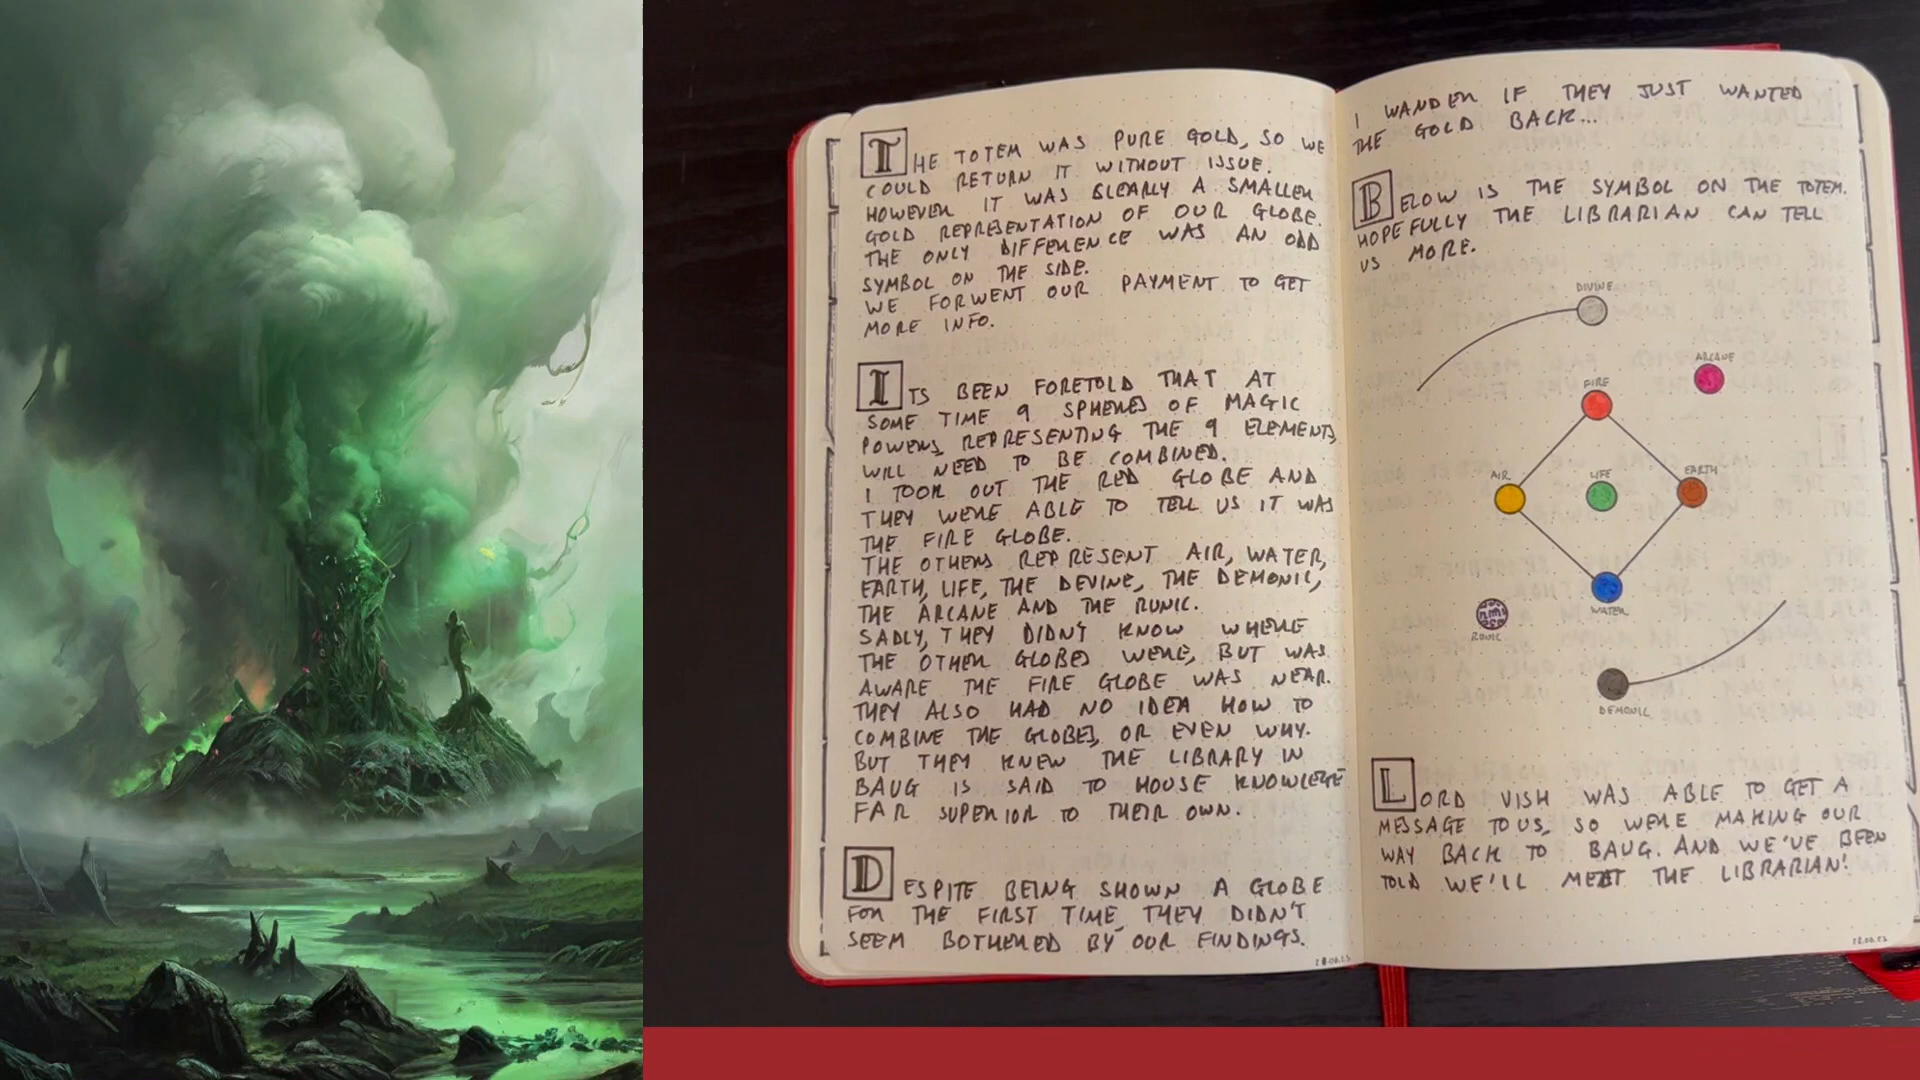 THE TOTEM WAS PURE GOLD, SO WE
COULD RETURN IT WITHOUT ISSUE.
HOWEVER IT WAS CLEARLY A SMALLER
GOLD REPRESENTATION OF OUR GLOBE.
THE ONLY DIFFERENCE WAS AN ODD
SYMBOL ON THE SIDE.
WE FORWENT OUR PAYMENT TO GET
MORE INFO.
ITS BEEN FORETOLD THAT AT
SOME TIME 9 SPHERES OF MAGIC
POWERS, REPRESENTING THE 9 ELEMENTS,
WILL NEED TO BE COMBINED.
I TOOK OUT THE RED GLOBE AND
THEY WERE ABLE TO TELL US IT WAS
THE FIRE GLOBE.
THE OTHERS REPRESENT AIR, WATER,
EARTH, LIFE, THE DEVINE, THE DEMONIC,
THE ARCANE AND THE RUNIC.
SADLY, THEY DIDN'T KNOW WHERE
THE OTHER GLOBES WERE, BUT WAS
AWARE THE FIRE GLOBE WAS NEAR.
THEY ALSO HAD NO IDEA HOW TO
COMBINE THE GLOBES, OR EVEN WHY.
BUT THEY KNEW THE LIBRARY IN
BAUG IS SAID TO HOUSE KNOWLEGE
FAR SUPERIOR TO THEIR OWN.
DESPITE BEING SHOWN A GLOBE
FOR THE FIRST TIME, THEY DIDN'T
SEEM BOTHERED BY OUR FINDINGS.
I WANDER IF THEY JUST WANTED
THE GOLD BACK...
BELOW IS THE SYMBOL ON THE TOTEM.
HOPEFULLY THE LIBRARIAN CAN TELL
US MORE.
DIVINE
ARCANE
FIRE
AIR
LIFE
EARTH
WATER
RUNIC
DEMONIC
LORD VISH WAS ABLE TO GET A
MESSAGE TO US, SO WE'RE MAKING OUR
WAY BACK TO BAUG. AND WE'VE BEEN
TOLD WE'LL MEET THE LIBRARIAN!